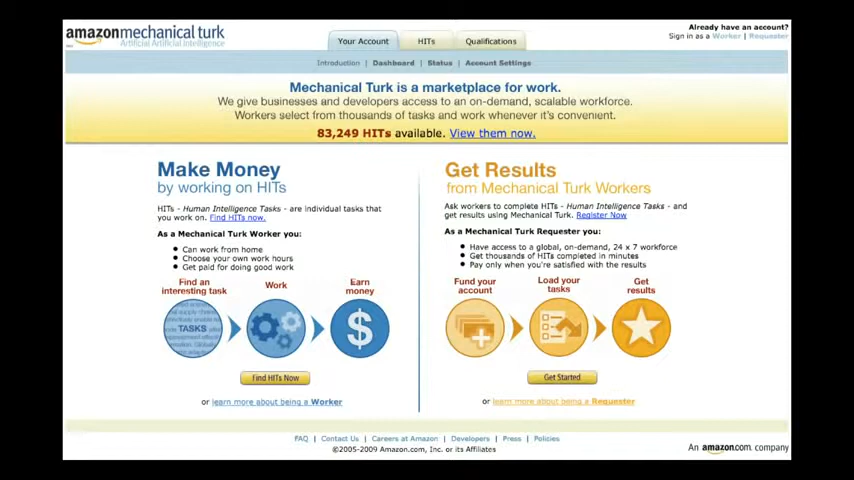 amazonmechanical turk
Artificial Artificial Intelligence
Your Account
HITs
Qualifications
Already have an account?
Sign in as a Worker | Requester
Introduction | Dashboard | Status | Account Settings
Mechanical Turk is a marketplace for work.
We give businesses and developers access to an on-demand, scalable workforce.
Workers select from thousands of tasks and work whenever it's convenient.
83,249 HITs available. View them now.
Make Money
by working on HITs
HITs - Human Intelligence Tasks - are individual tasks that
you work on. Find HITs now.
As a Mechanical Turk Worker you:
• Can work from home
• Choose your own work hours
• Get paid for doing good work
Find an
interesting task
Work
Earn
money
TASKS
$
Find HITs Now
or learn more about being a Worker
Get Results
from Mechanical Turk Workers
Ask workers to complete HITs - Human Intelligence Tasks - and
get results using Mechanical Turk. Register Now
As a Mechanical Turk Requester you:
• Have access to a global, on-demand, 24 x 7 workforce
• Get thousands of HITs completed in minutes
• Pay only when you're satisfied with the results
Fund your
account
Load your
tasks
Get
results
Get Started
or learn more about being a Requester
FAQ | Contact Us | Careers at Amazon | Developers | Press | Policies
©2005-2009 Amazon.com, Inc. or its Affiliates
An amazon.com. company